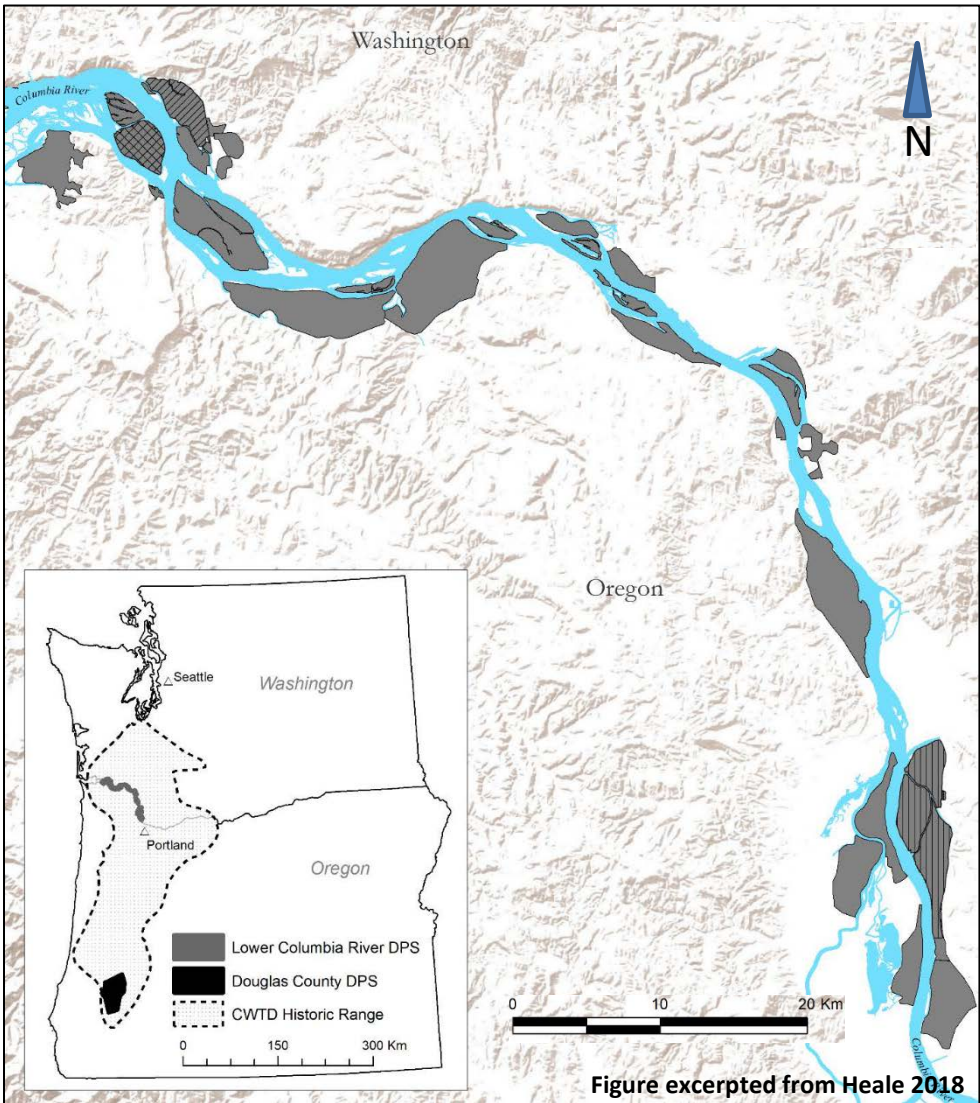 Washington
Columbia River
N
Oregon
Seattle
Washington
Portland
Oregon
Lower Columbia River DPS
Douglas County DPS
CWTD Historic Range
0 150 300 Km
0 10 20 Km
Columbia River
Figure excerpted from Heale 2018